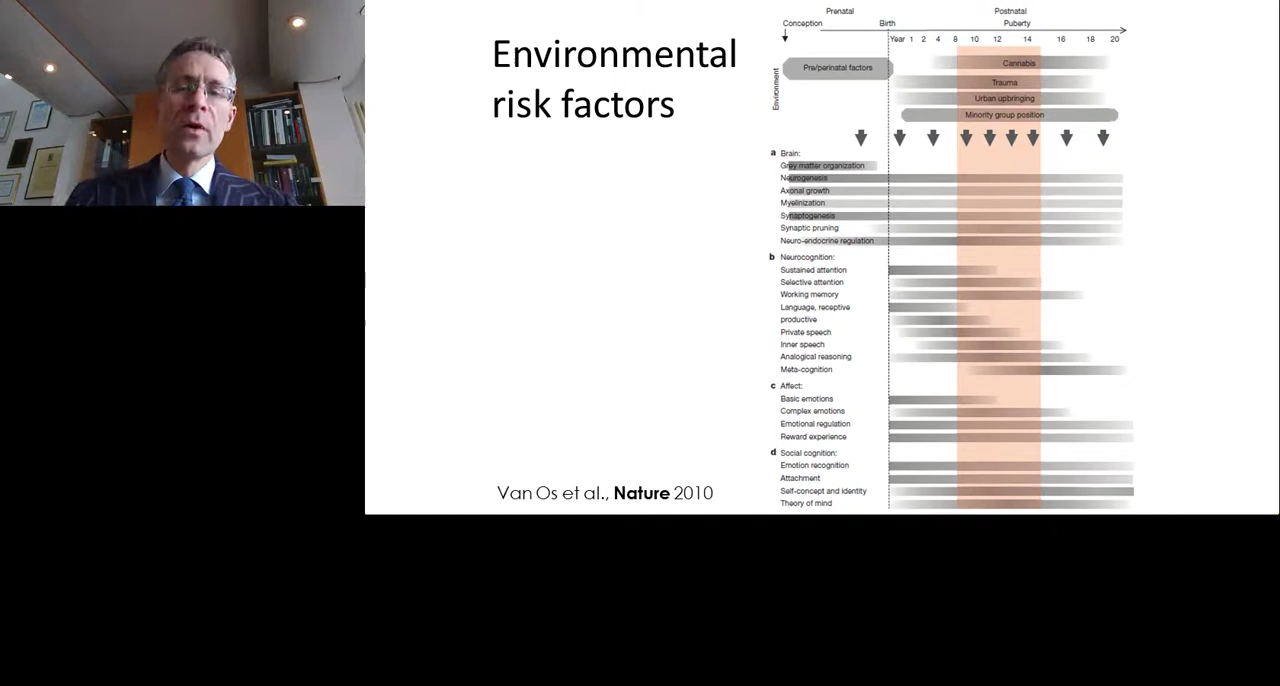 Environmental
risk factors
Van Os et al., Nature 2010
Prenatal
Postnatal
Conception
Birth
Puberty
Year 1 2 4 8 10 12 14 16 18 20
Environment
Pre/perinatal factors
Cannabis
Trauma
Urban upbringing
Minority group position
a Brain:
Grey matter organization
Neurogenesis
Axonal growth
Myelinization
Synaptogenesis
Synaptic pruning
Neuro-endocrine regulation
b Neurocognition:
Sustained attention
Selective attention
Working memory
Language, receptive
productive
Private speech
Inner speech
Analogical reasoning
Meta-cognition
c Affect:
Basic emotions
Complex emotions
Emotional regulation
Reward experience
d Social cognition:
Emotion recognition
Attachment
Self-concept and identity
Theory of mind